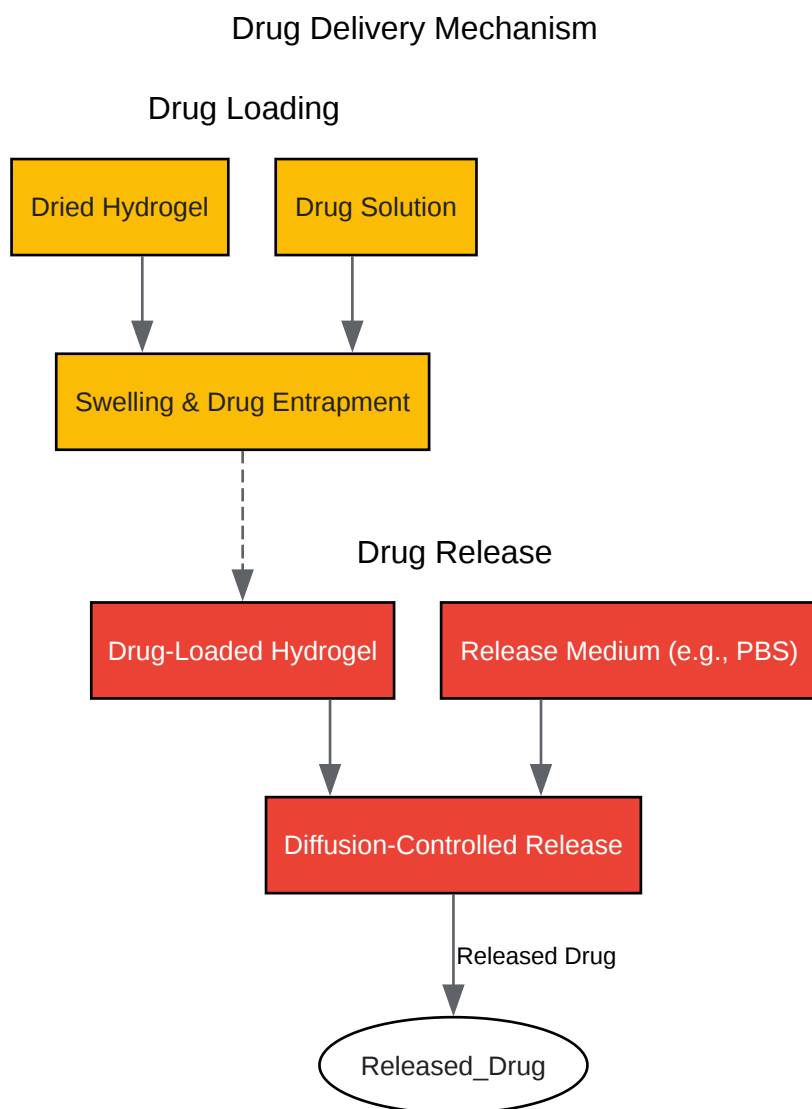 Drug Delivery Mechanism
Drug Loading
Dried Hydrogel
Drug Solution
Swelling & Drug Entrapment
Drug Release
Drug-Loaded Hydrogel
Release Medium (e.g., PBS)
Diffusion-Controlled Release
Released Drug
Released_Drug